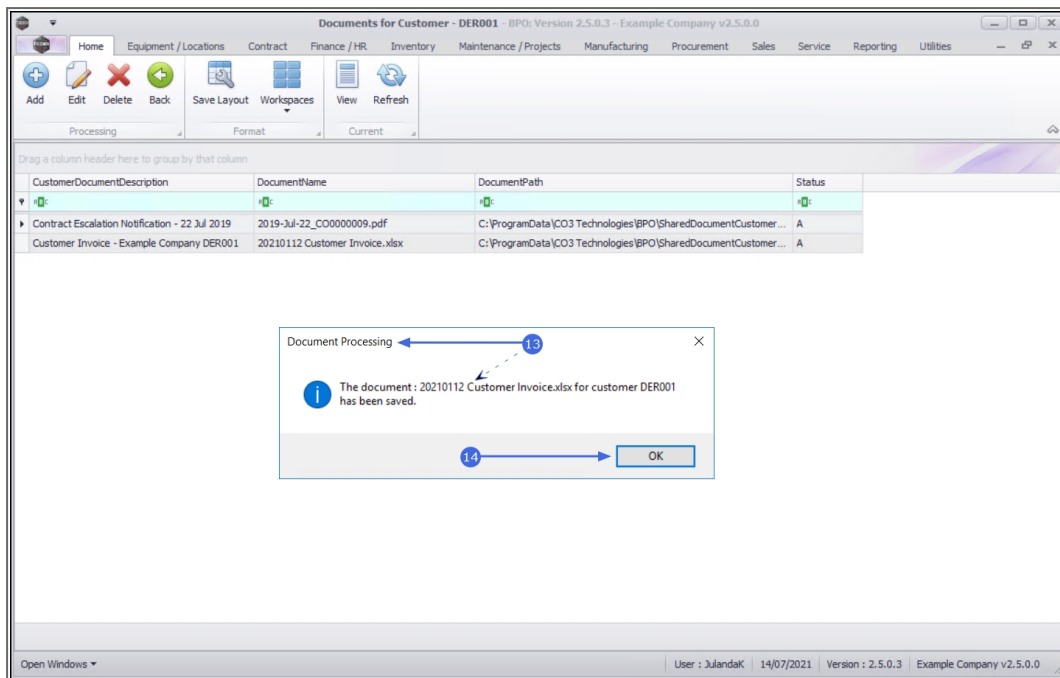 Documents for Customer - DER001 - BPO: Version 2.5.0.3 - Example Company v2.5.0.0
Home Equipment / Locations Contract Finance / HR Inventory Maintenance / Projects Manufacturing Procurement Sales Service Reporting Utilities
Add Edit Delete Back Save Layout Workspaces View Refresh
Processing Format Current
Drag a column header here to group by that column
CustomerDocumentDescription DocumentName DocumentPath Status
Contract Escalation Notification - 22 Jul 2019 2019-Jul-22_CO0000009.pdf C:\ProgramData\CO3 Technologies\BPO\SharedDocumentCustomer... A
Customer Invoice - Example Company DER001 20210112 Customer Invoice.xlsx C:\ProgramData\CO3 Technologies\BPO\SharedDocumentCustomer... A
Document Processing 13
The document : 20210112 Customer Invoice.xlsx for customer DER001
has been saved.
14 OK
Open Windows User : JulandaK 14/07/2021 Version : 2.5.0.3 Example Company v2.5.0.0